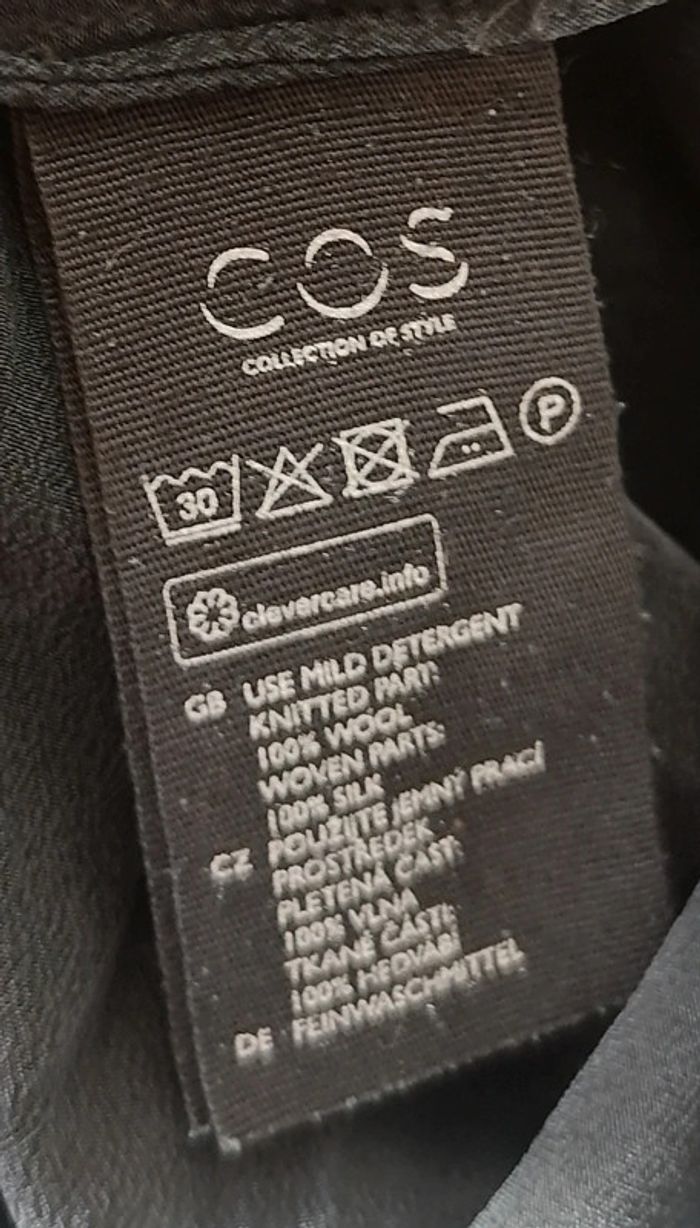 COS
COLLECTION OF STYLE
30
P
clevercare.info
GB USE MILD DETERGENT
KNITTED PART:
100% WOOL
WOVEN PARTS:
100% SILK
CZ POUŽIJTE JEMNÝ PRACÍ
PROSTŘEDEK
PLETENÁ ČÁST:
100% VLNA
TKANÉ ČÁSTI:
100% HEDVÁBÍ
DE FEINWASCHMITTEL